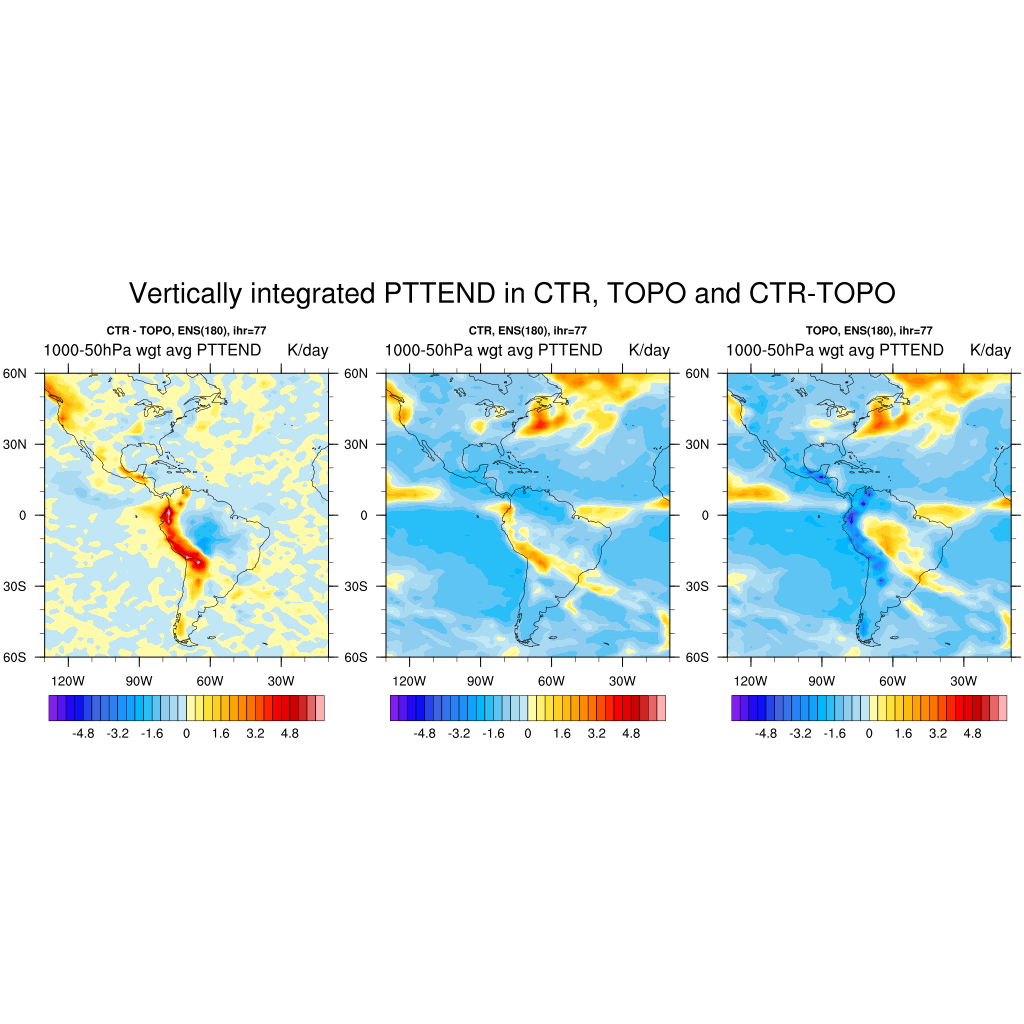 Vertically integrated PTTEND in CTR, TOPO and CTR-TOPO
CTR - TOPO, ENS(180), ihr=77
1000-50hPa wgt avg PTTEND K/day
60N
30N
0
30S
60S
120W 90W 60W 30W
-4.8 -3.2 -1.6 0 1.6 3.2 4.8
CTR, ENS(180), ihr=77
1000-50hPa wgt avg PTTEND K/day
60N
30N
0
30S
60S
120W 90W 60W 30W
-4.8 -3.2 -1.6 0 1.6 3.2 4.8
TOPO, ENS(180), ihr=77
1000-50hPa wgt avg PTTEND K/day
60N
30N
0
30S
60S
120W 90W 60W 30W
-4.8 -3.2 -1.6 0 1.6 3.2 4.8